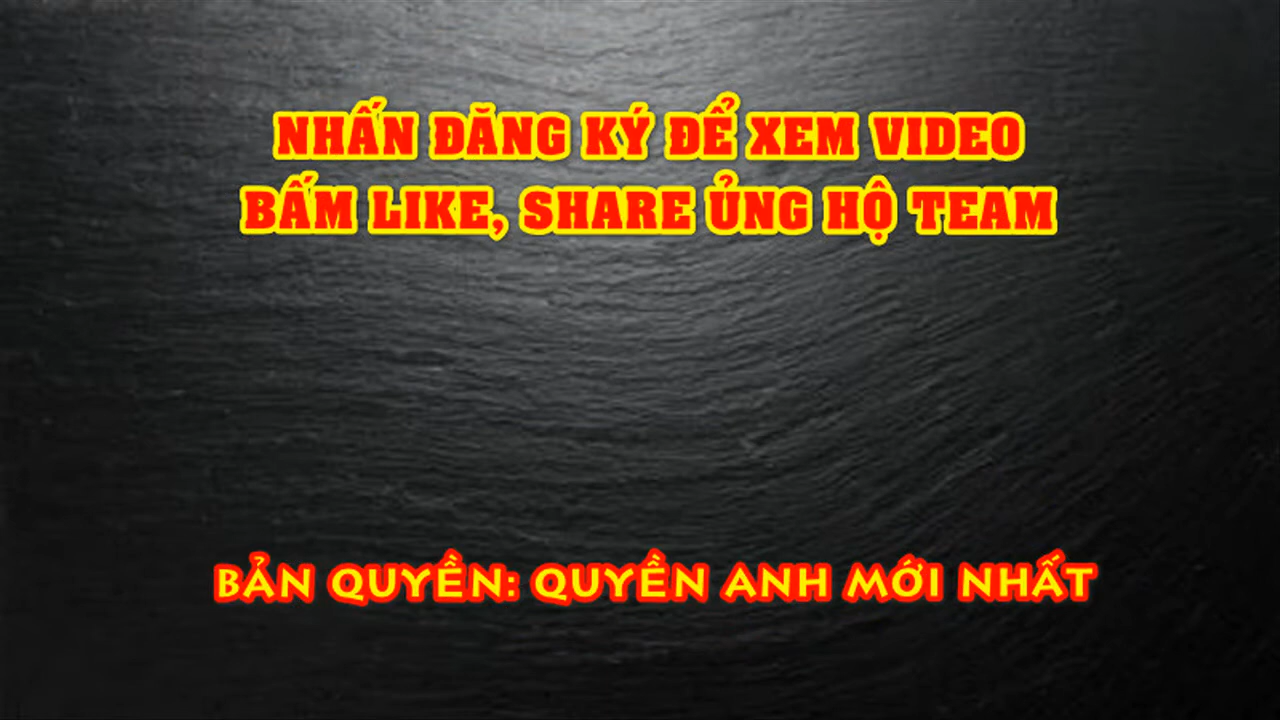 NHẤN ĐĂNG KÝ ĐỂ XEM VIDEO
BẤM LIKE, SHARE ỦNG HỘ TEAM
BẢN QUYỀN: QUYỀN ANH MỚI NHẤT